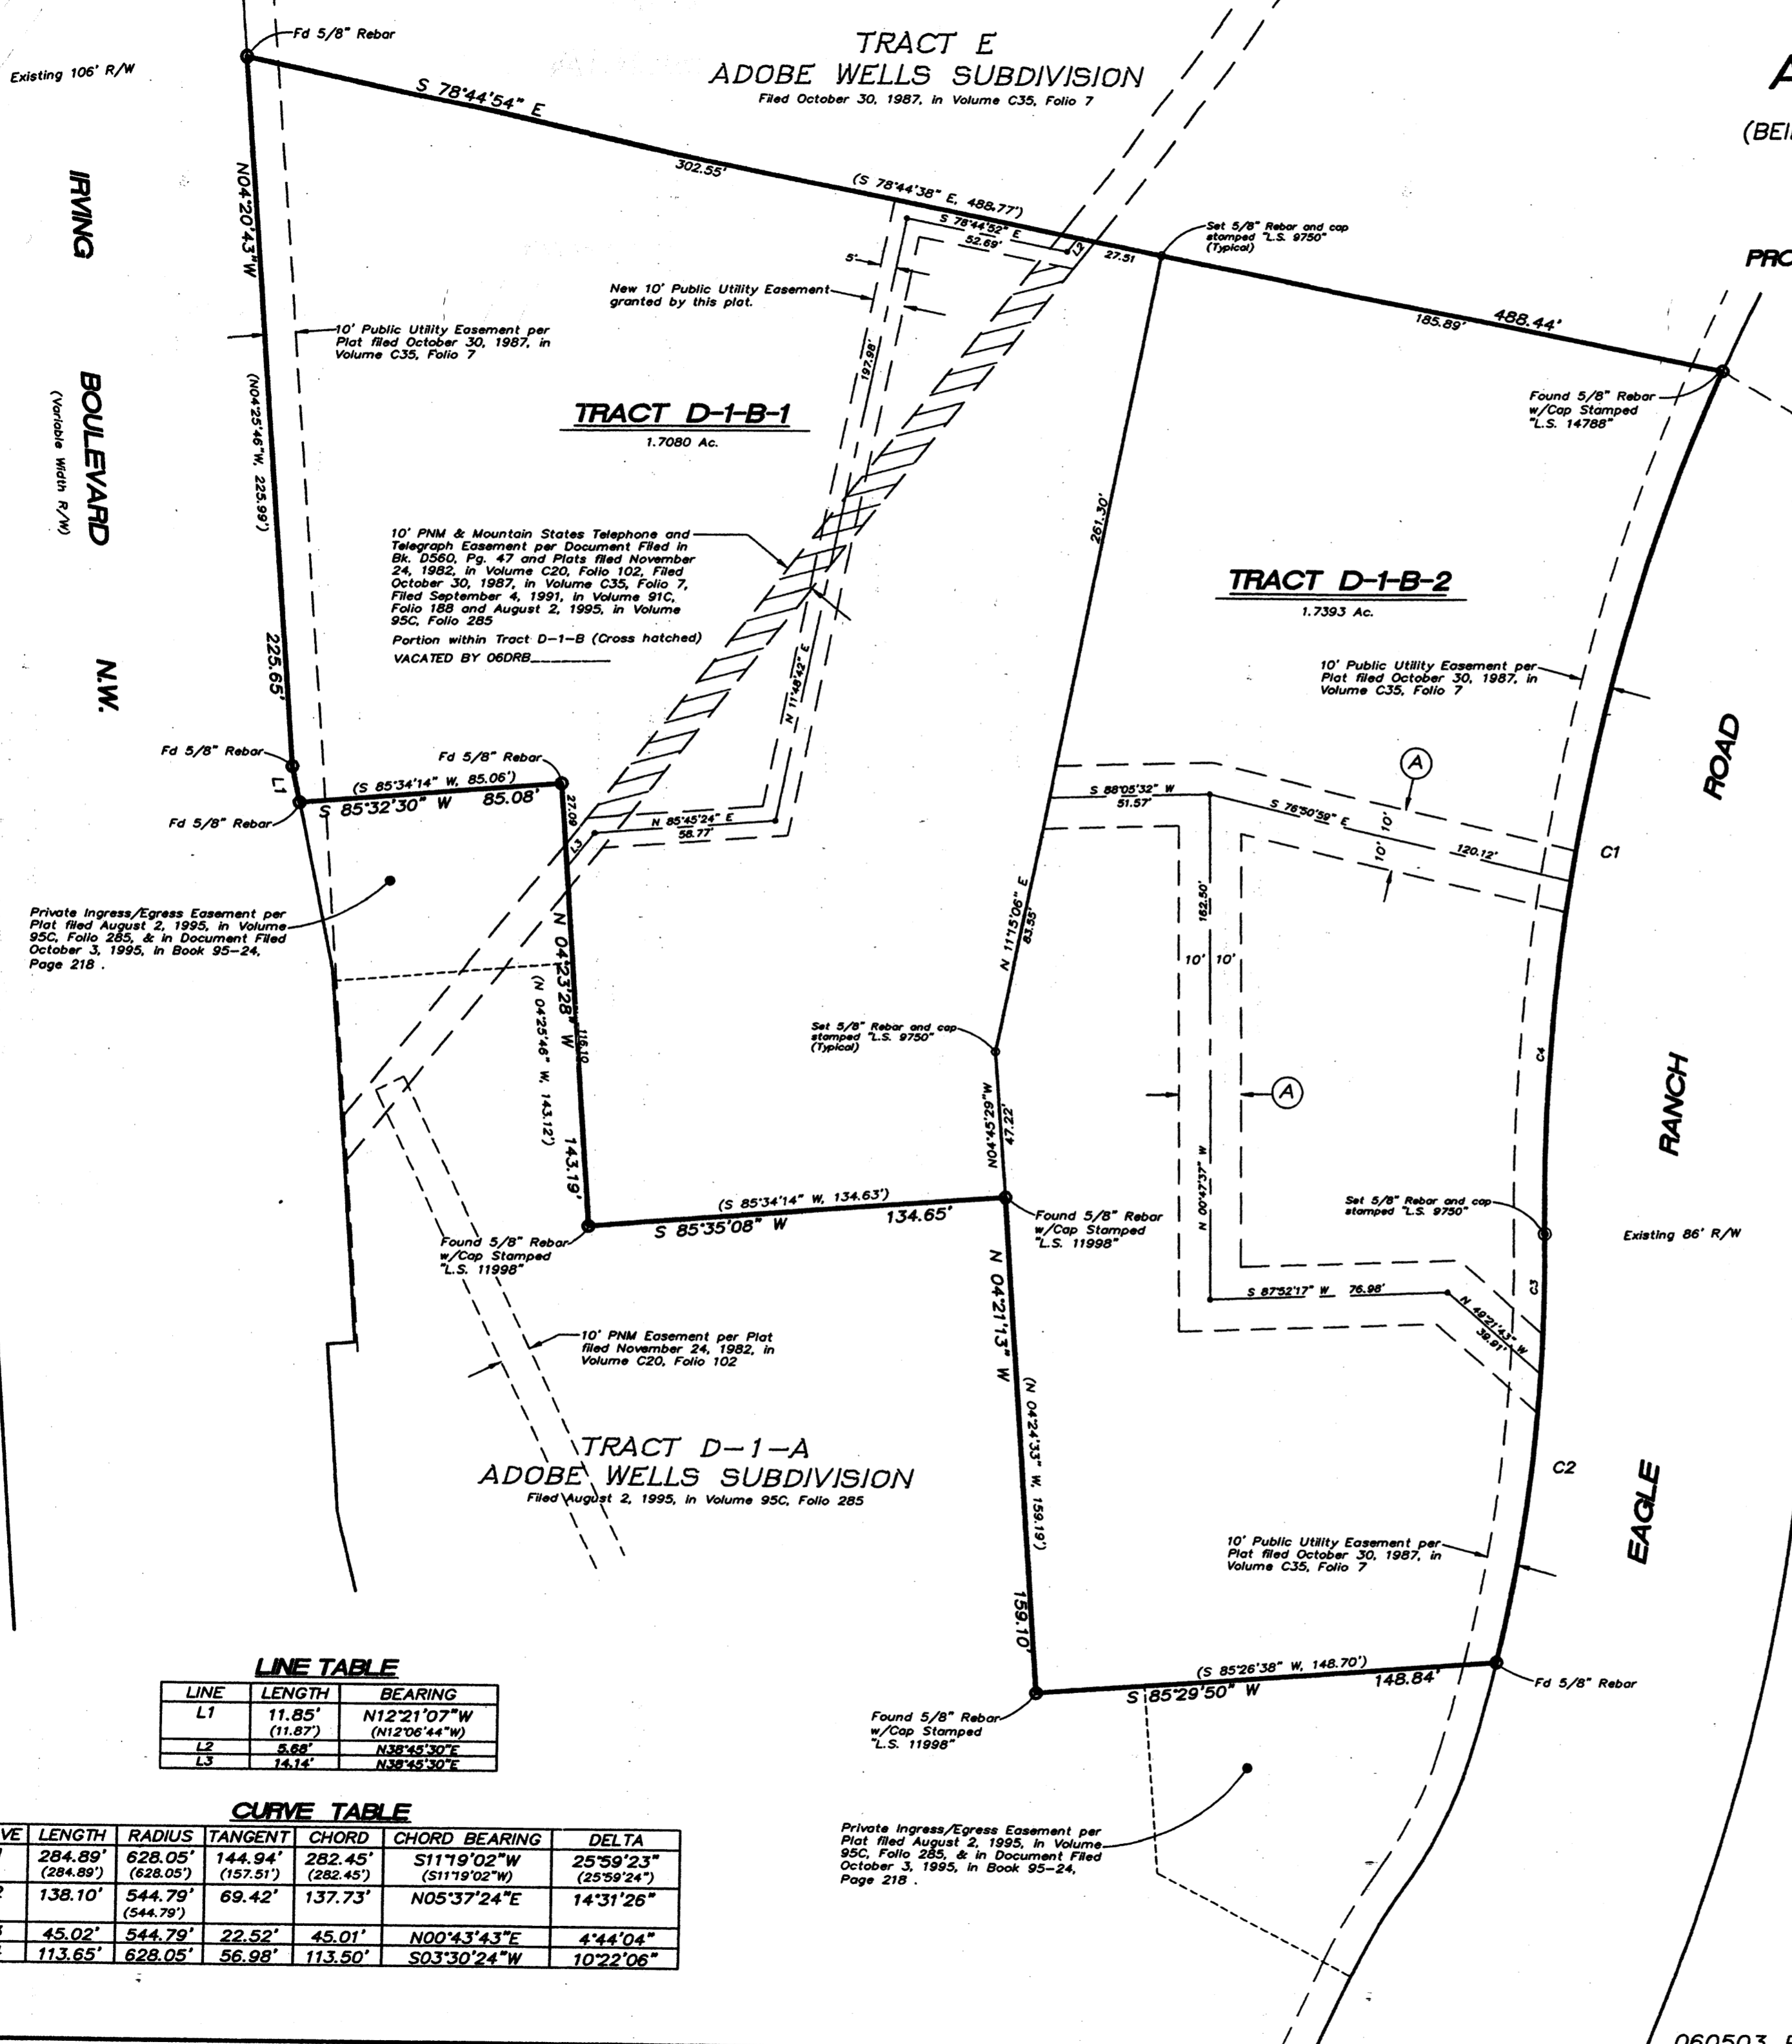 Fd 5/8" Rebar
Existing 106' R/W
TRACT E
ADOBE WELLS SUBDIVISION
Filed October 30, 1987, in Volume C35, Folio 7
A
(BEI
PRO
S 78°44'54" E
302.55'
(S 78°44'38" E, 488.77')
S 78°44'52" E
52.69'
L2
27.51
Set 5/8" Rebar and cap
stamped "L.S. 9750"
(Typical)
185.89'
488.44'
Found 5/8" Rebar
w/Cap Stamped
"L.S. 14788"
IRVING
BOULEVARD
N.W.
(Variable Width R/W)
N04°20'43"W
(N04°25'46"W, 225.99')
225.65'
10' Public Utility Easement per
Plat filed October 30, 1987, in
Volume C35, Folio 7
5'
New 10' Public Utility Easement
granted by this plat.
197.98'
TRACT D-1-B-1
1.7080 Ac.
10' PNM & Mountain States Telephone and
Telegraph Easement per Document Filed in
Bk. D560, Pg. 47 and Plats filed November
24, 1982, in Volume C20, Folio 102, Filed
October 30, 1987, in Volume C35, Folio 7,
Filed September 4, 1991, in Volume 91C,
Folio 188 and August 2, 1995, in Volume
95C, Folio 285
Portion within Tract D-1-B (Cross hatched)
VACATED BY 06DRB
N 11°48'42" E
261.30'
TRACT D-1-B-2
1.7393 Ac.
10' Public Utility Easement per
Plat filed October 30, 1987, in
Volume C35, Folio 7
ROAD
RANCH
EAGLE
Fd 5/8" Rebar
L1
Fd 5/8" Rebar
Fd 5/8" Rebar
(S 85°34'14" W, 85.06')
S 85°32'30" W 85.08'
27.09
L3
N 85°45'24" E
58.77'
S 88°05'32" W
51.57'
S 76°50'59" E
120.12'
10'
10'
A
C1
Private Ingress/Egress Easement per
Plat filed August 2, 1995, in Volume
95C, Folio 285, & in Document Filed
October 3, 1995, in Book 95-24,
Page 218 .
N 04°23'28" W
116.10
(N 04°25'46" W, 143.12')
143.19'
N 11°15'06" E
83.55'
162.50'
10' 10'
Set 5/8" Rebar and cap
stamped "L.S. 9750"
(Typical)
C4
A
N04°45'29"W
47.22'
N 00°47'37" W
(S 85°34'14" W, 134.63')
S 85°35'08" W 134.65'
Found 5/8" Rebar
w/Cap Stamped
"L.S. 11998"
Found 5/8" Rebar
w/Cap Stamped
"L.S. 11998"
Set 5/8" Rebar and cap
stamped "L.S. 9750"
Existing 86' R/W
C3
S 87°52'17" W 76.98'
N 49°21'43" W
39.91'
10' PNM Easement per Plat
filed November 24, 1982, in
Volume C20, Folio 102
N 04°21'13" W
(N 04°24'33" W, 159.19')
159.10'
TRACT D-1-A
ADOBE WELLS SUBDIVISION
Filed August 2, 1995, in Volume 95C, Folio 285
C2
10' Public Utility Easement per
Plat filed October 30, 1987, in
Volume C35, Folio 7
(S 85°26'38" W, 148.70')
S 85°29'50" W 148.84'
Fd 5/8" Rebar
Found 5/8" Rebar
w/Cap Stamped
"L.S. 11998"
Private Ingress/Egress Easement per
Plat filed August 2, 1995, in Volume
95C, Folio 285, & in Document Filed
October 3, 1995, in Book 95-24,
Page 218 .
LINE TABLE
LINE LENGTH BEARING
L1 11.85' N12°21'07"W
(11.87') (N12°06'44"W)
L2 5.68' N38°45'30"E
L3 14.14' N38°45'30"E
CURVE TABLE
VE LENGTH RADIUS TANGENT CHORD CHORD BEARING DELTA
284.89' 628.05' 144.94' 282.45' S11°19'02"W 25°59'23"
(284.89') (628.05') (157.51') (282.45') (S11°19'02"W) (25°59'24")
138.10' 544.79' 69.42' 137.73' N05°37'24"E 14°31'26"
(544.79')
45.02' 544.79' 22.52' 45.01' N00°43'43"E 4°44'04"
113.65' 628.05' 56.98' 113.50' S03°30'24"W 10°22'06"